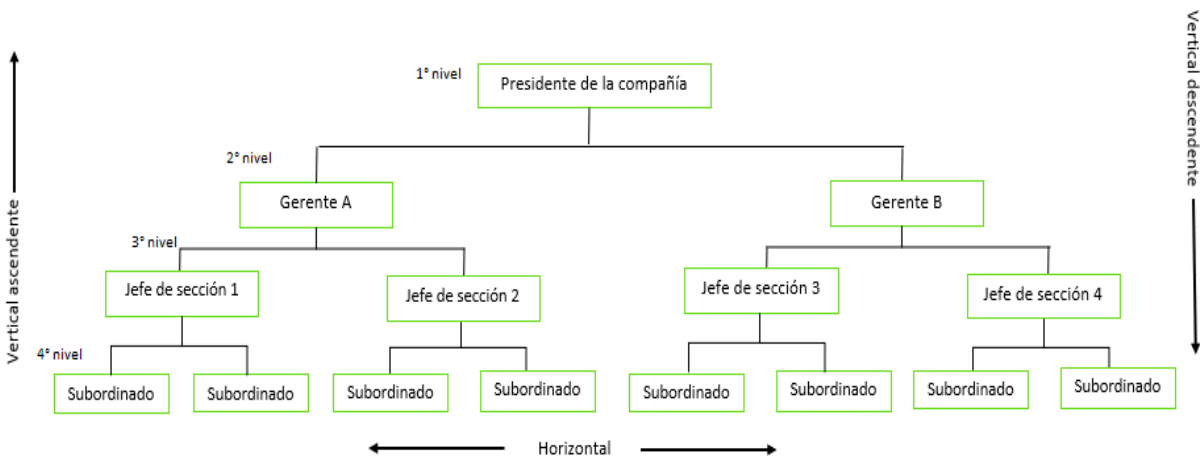 Vertical ascendente
Vertical descendente
1° nivel
Presidente de la compañía
2° nivel
Gerente A
Gerente B
3° nivel
Jefe de sección 1
Jefe de sección 2
Jefe de sección 3
Jefe de sección 4
4° nivel
Subordinado
Subordinado
Subordinado
Subordinado
Subordinado
Subordinado
Subordinado
Subordinado
Horizontal